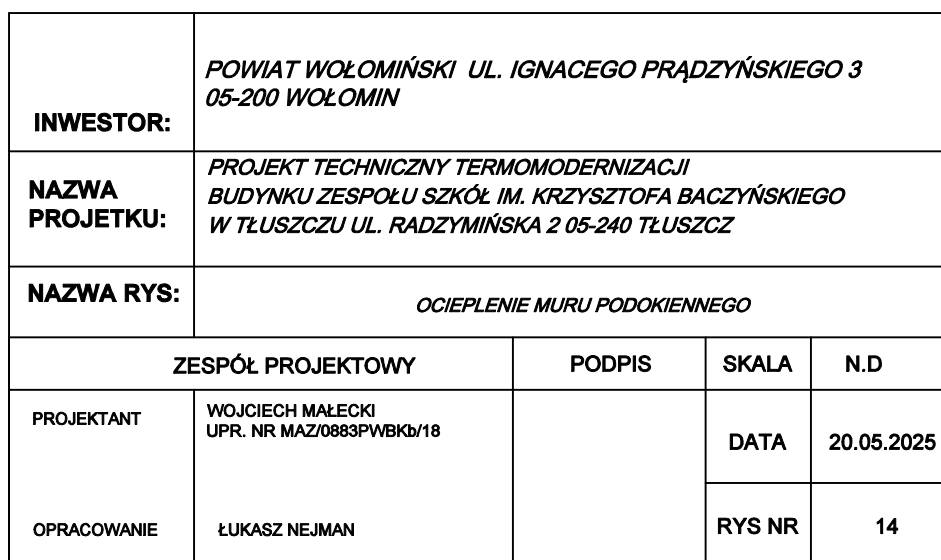 INWESTOR:
POWIAT WOŁOMIŃSKI UL. IGNACEGO PRĄDZYŃSKIEGO 3
05-200 WOŁOMIN
NAZWA
PROJETKU:
PROJEKT TECHNICZNY TERMOMODERNIZACJI
BUDYNKU ZESPOŁU SZKÓŁ IM. KRZYSZTOFA BACZYŃSKIEGO
W TŁUSZCZU UL. RADZYMIŃSKA 2 05-240 TŁUSZCZ
NAZWA RYS:
OCIEPLENIE MURU PODOKIENNEGO
ZESPÓŁ PROJEKTOWY
PODPIS
SKALA
N.D
PROJEKTANT
WOJCIECH MAŁECKI
UPR. NR MAZ/0883PWBKb/18
DATA
20.05.2025
OPRACOWANIE
ŁUKASZ NEJMAN
RYS NR
14